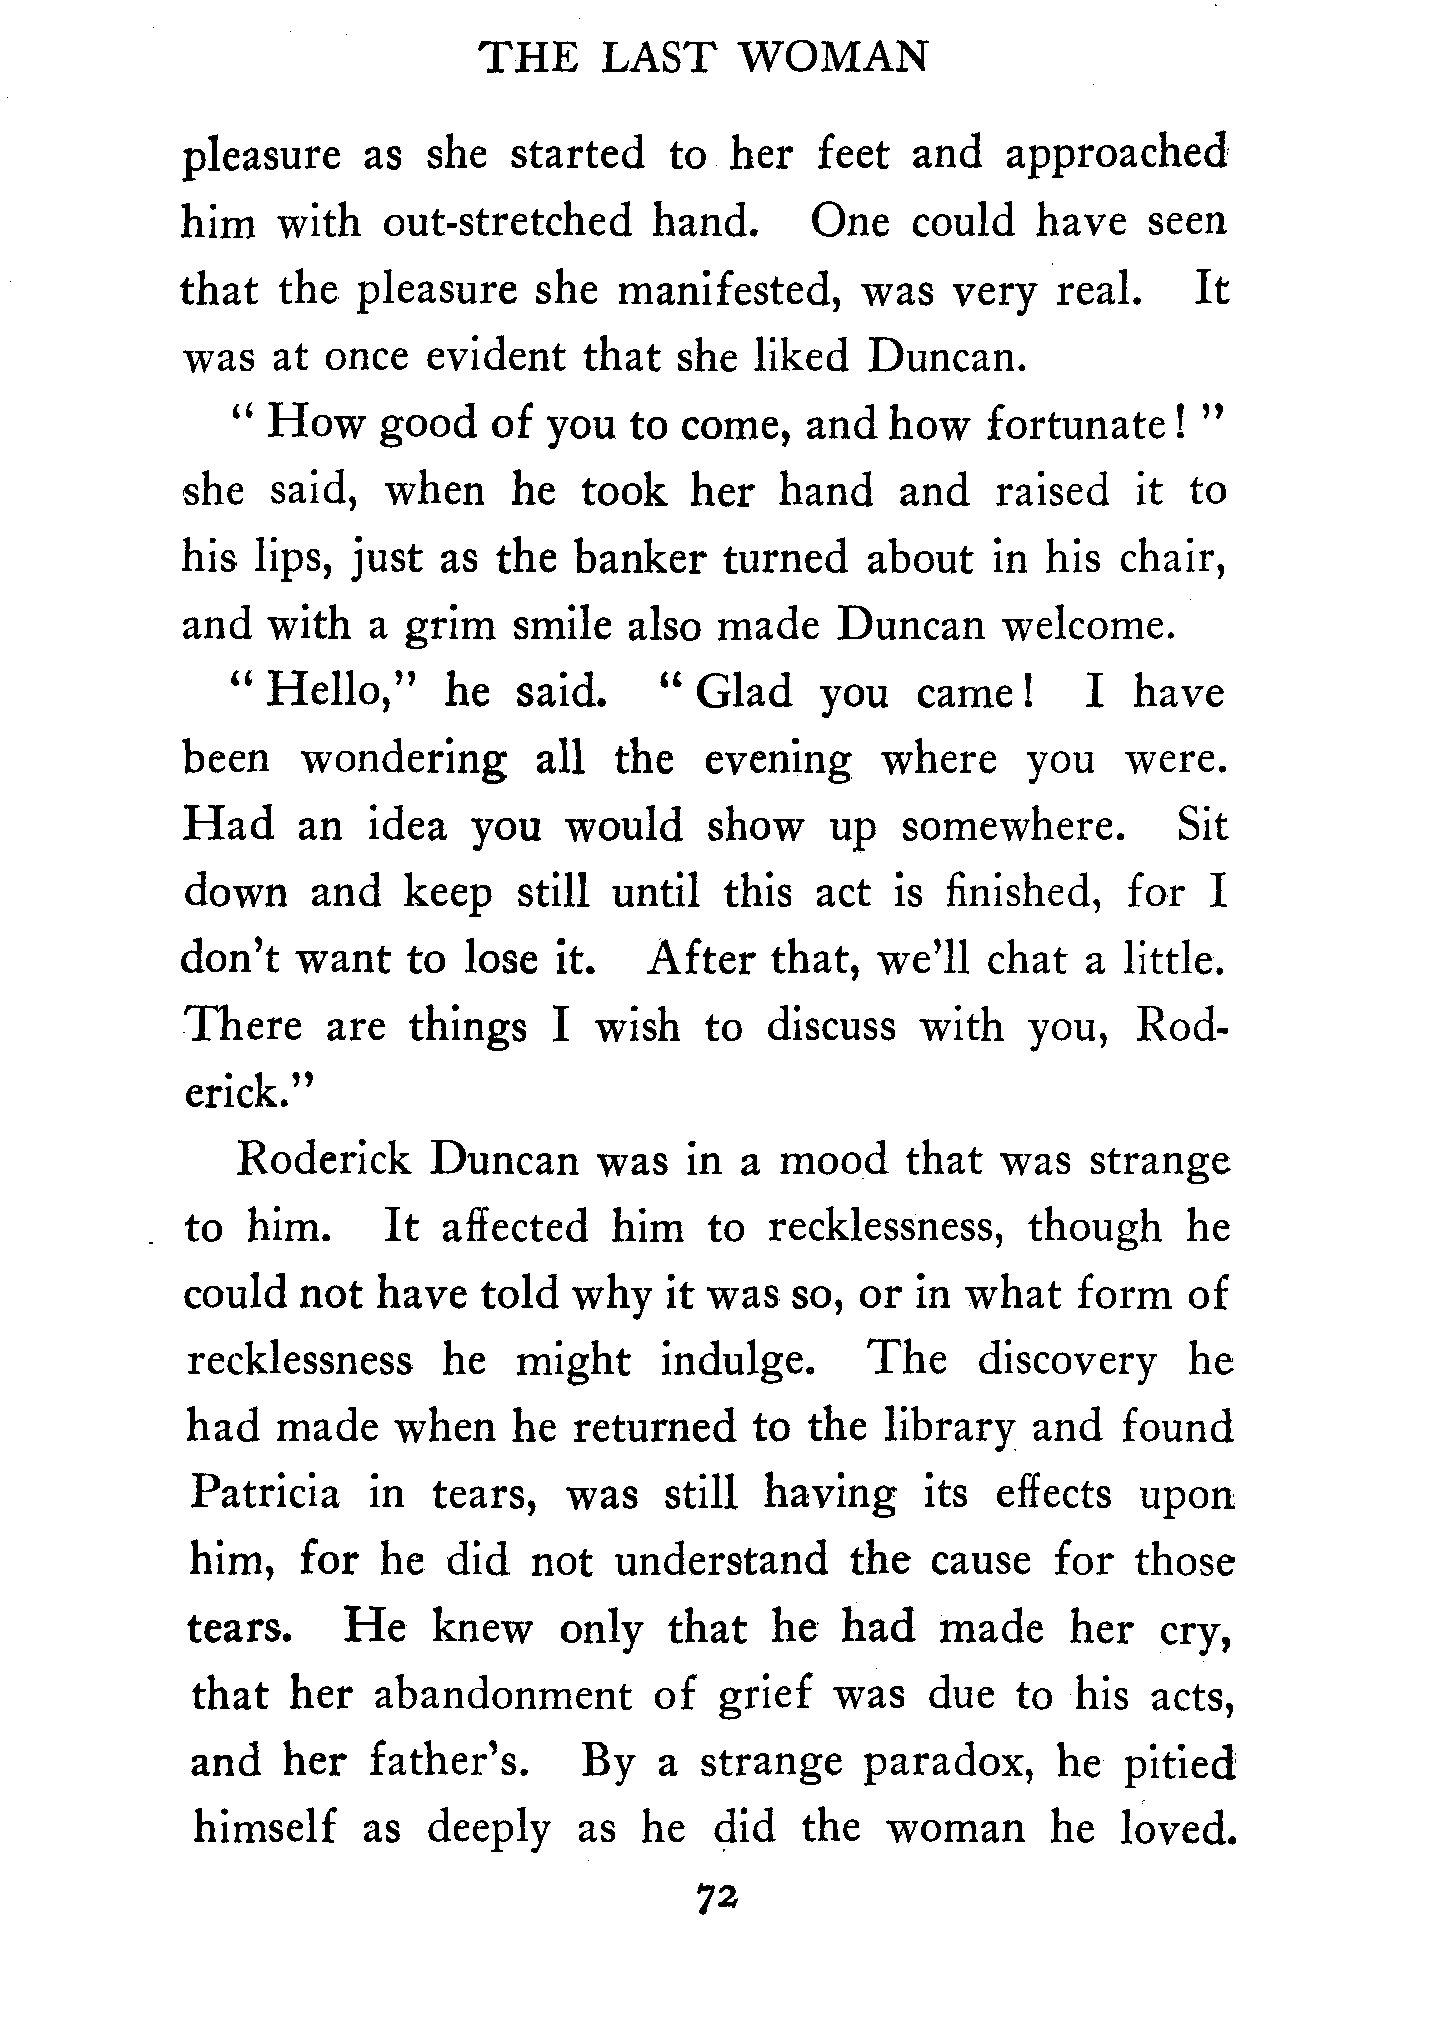 THE LAST WOMAN
pleasure as she started to her feet and approached
him with out-stretched hand. One could have seen
that the pleasure she manifested, was very real. It
was at once evident that she liked Duncan.
" How good of you to come, and how fortunate! "
she said, when he took her hand and raised it to
his lips, just as the banker turned about in his chair,
and with a grim smile also made Duncan welcome.
" Hello," he said. " Glad you came! I have
been wondering all the evening where you were.
Had an idea you would show up somewhere. Sit
down and keep still until this act is finished, for I
don't want to lose it. After that, we'll chat a little.
There are things I wish to discuss with you, Rod-
erick."
Roderick Duncan was in a mood that was strange
to him. It affected him to recklessness, though he
could not have told why it was so, or in what form of
recklessness he might indulge. The discovery he
had made when he returned to the library and found
Patricia in tears, was still having its effects upon
him, for he did not understand the cause for those
tears. He knew only that he had made her cry,
that her abandonment of grief was due to his acts,
and her father's. By a strange paradox, he pitied
himself as deeply as he did the woman he loved.
72